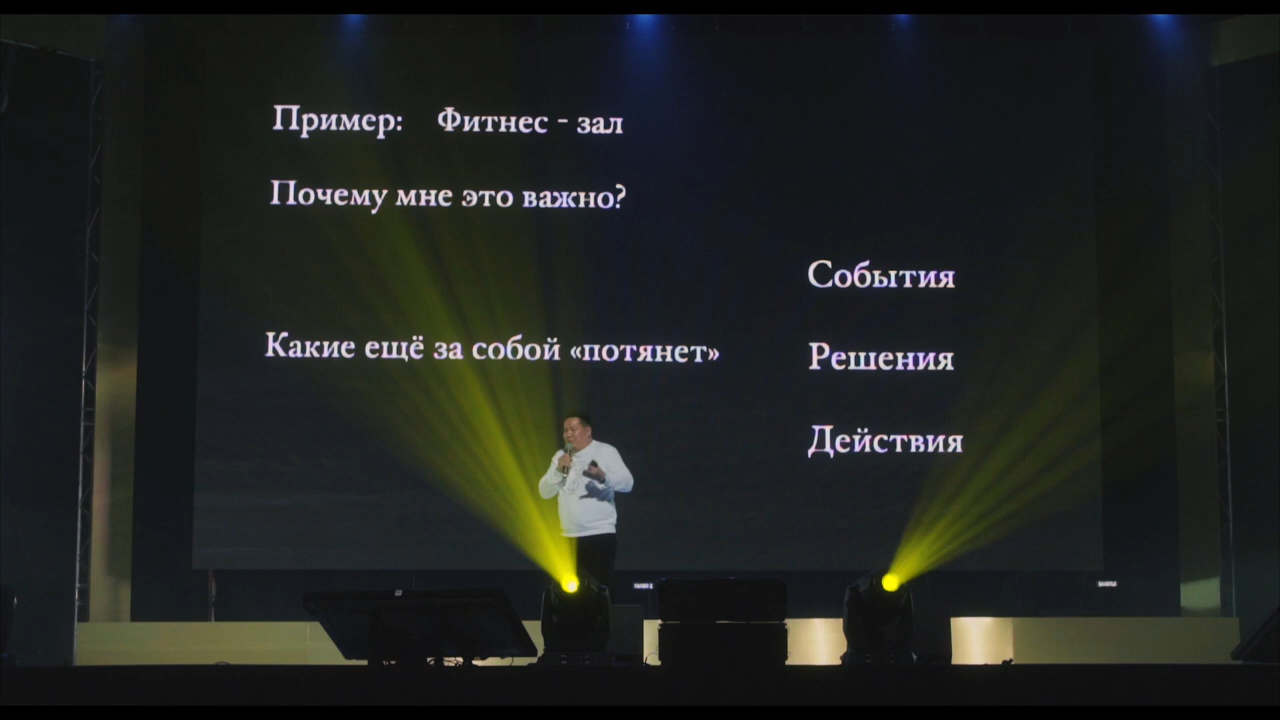 Пример: Фитнес - зал
Почему мне это важно?
События
Какие ещё за собой «потянет»
Решения
Действия